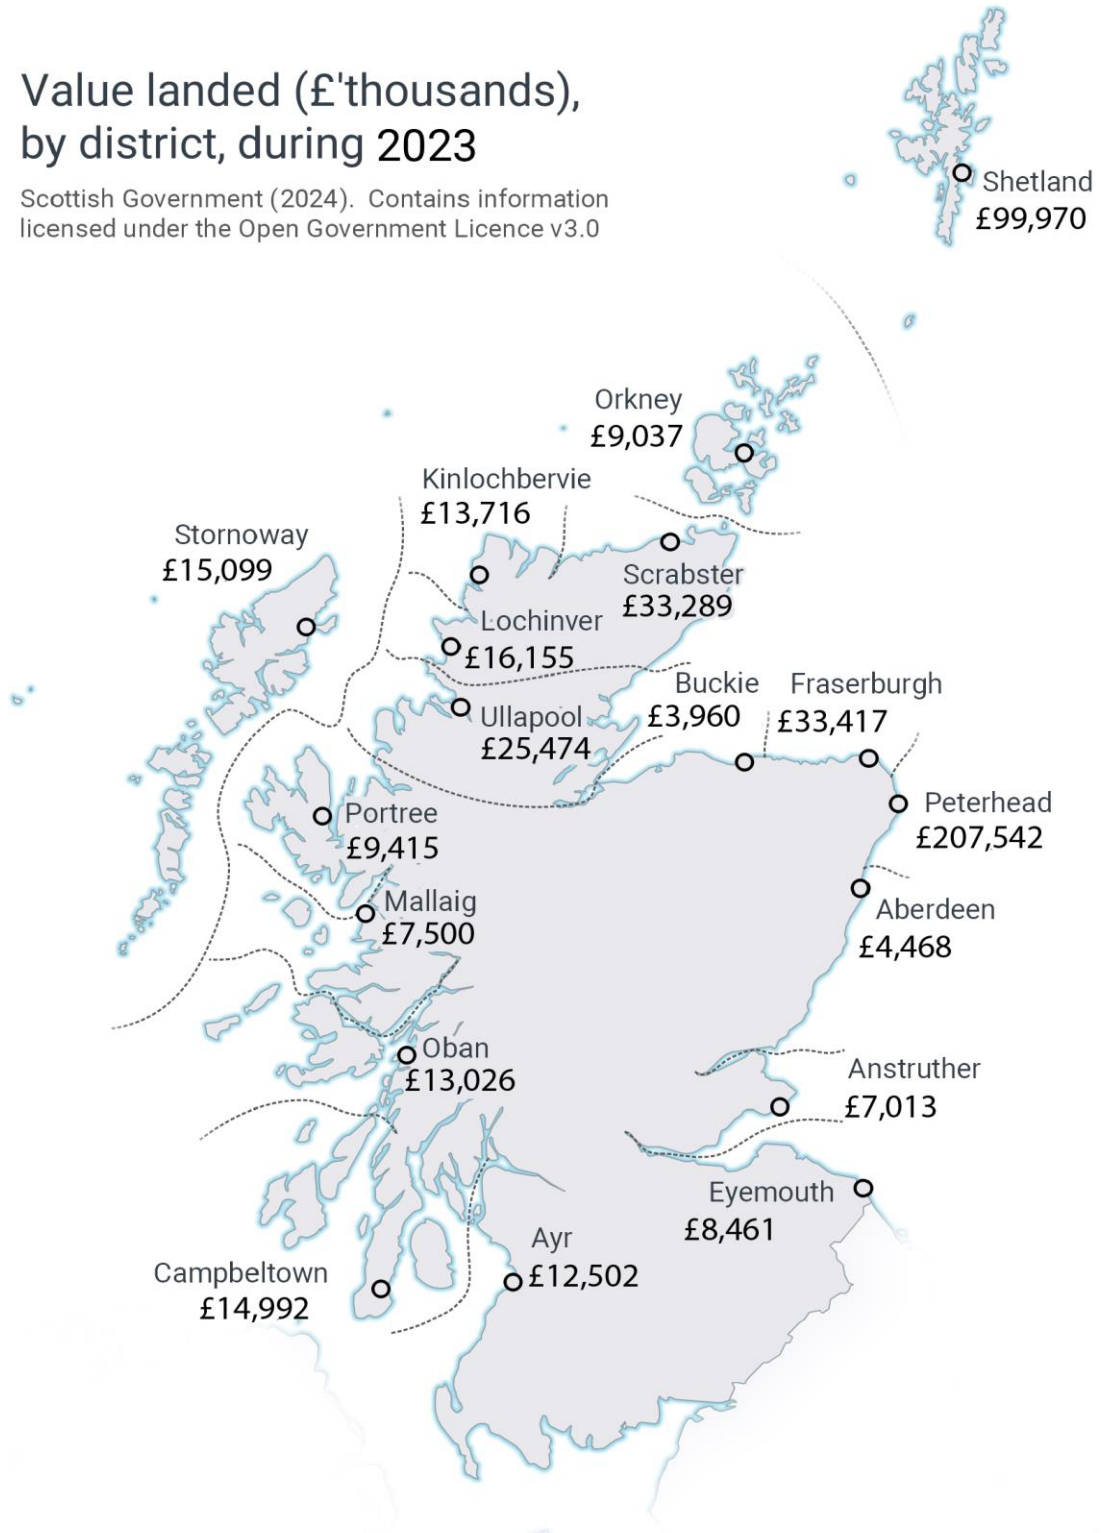 Value landed (£'thousands),
by district, during 2023
Scottish Government (2024). Contains information
licensed under the Open Government Licence v3.0
Shetland
£99,970
Orkney
£9,037
Kinlochbervie
£13,716
Stornoway
£15,099
Scrabster
£33,289
Lochinver
£16,155
Buckie
£3,960
Fraserburgh
£33,417
Ullapool
£25,474
Peterhead
£207,542
Portree
£9,415
Mallaig
£7,500
Aberdeen
£4,468
Oban
£13,026
Anstruther
£7,013
Eyemouth
£8,461
Ayr
£12,502
Campbeltown
£14,992